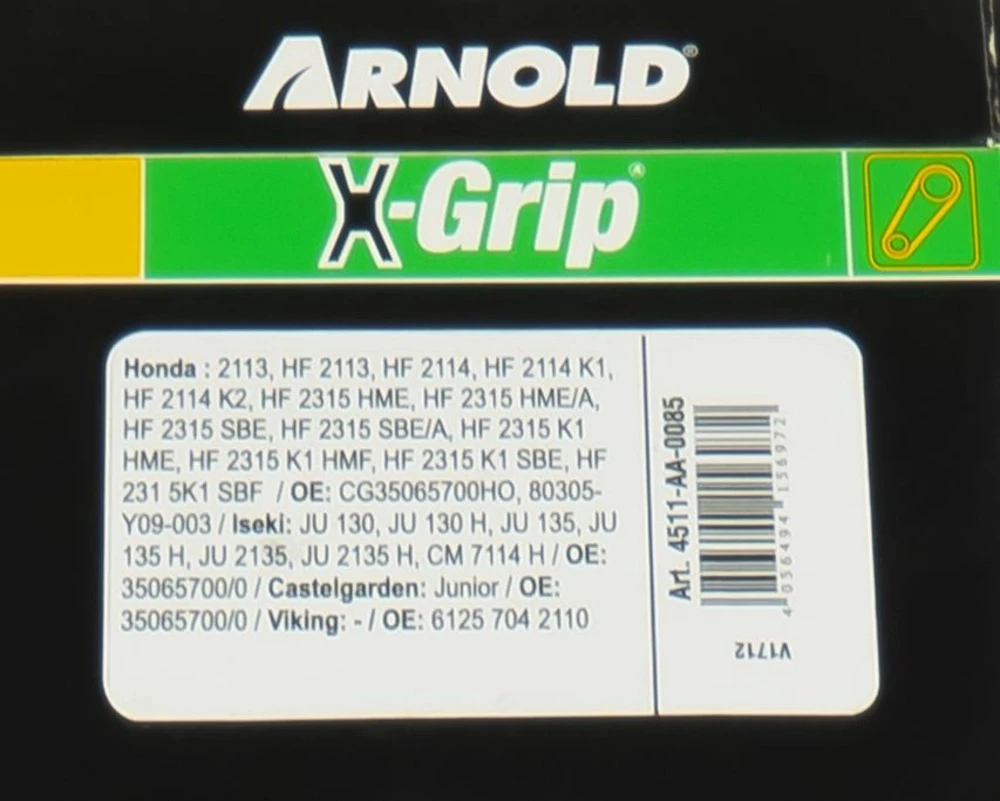 ARNOLD®
X-Grip®
Honda : 2113, HF 2113, HF 2114, HF 2114 K1,
HF 2114 K2, HF 2315 HME, HF 2315 HME/A,
HF 2315 SBE, HF 2315 SBE/A, HF 2315 K1
HME, HF 2315 K1 HMF, HF 2315 K1 SBE, HF
231 5K1 SBF / OE: CG35065700HO, 80305-
Y09-003 / Iseki: JU 130, JU 130 H, JU 135, JU
135 H, JU 2135, JU 2135 H, CM 7114 H / OE:
35065700/0 / Castelgarden: Junior / OE:
35065700/0 / Viking: - / OE: 6125 704 2110
Art. 4511-AA-0085
4 036494 136972
V1712